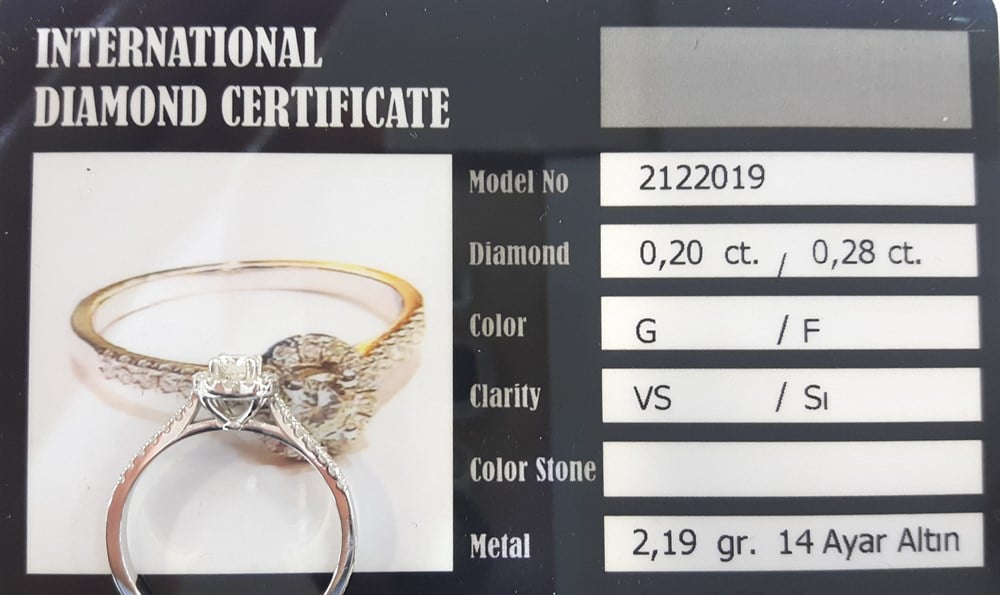 INTERNATIONAL
DIAMOND CERTIFICATE
Model No 2122019
Diamond 0,20 ct. / 0,28 ct.
Color G / F
Clarity VS / Sı
Color Stone
Metal 2,19 gr. 14 Ayar Altın